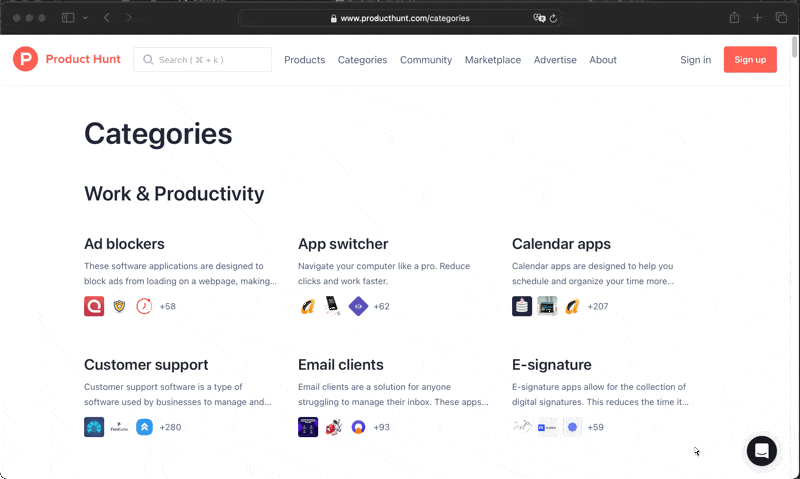 www.producthunt.com/categories
Product Hunt
Search ( ⌘ + k )
Products
Categories
Community
Marketplace
Advertise
About
Sign in
Sign up
Categories
Work & Productivity
Ad blockers
These software applications are designed to
block ads from loading on a webpage, making...
+58
App switcher
Navigate your computer like a pro. Reduce
clicks and work faster.
+62
Calendar apps
Calendar apps are designed to help you
schedule and organize your time more...
+207
Customer support
Customer support software is a type of
software used by businesses to manage and...
+280
Email clients
Email clients are a solution for anyone
struggling to manage their inbox. These apps...
+93
E-signature
E-signature apps allow for the collection of
digital signatures. This reduces the time it...
+59